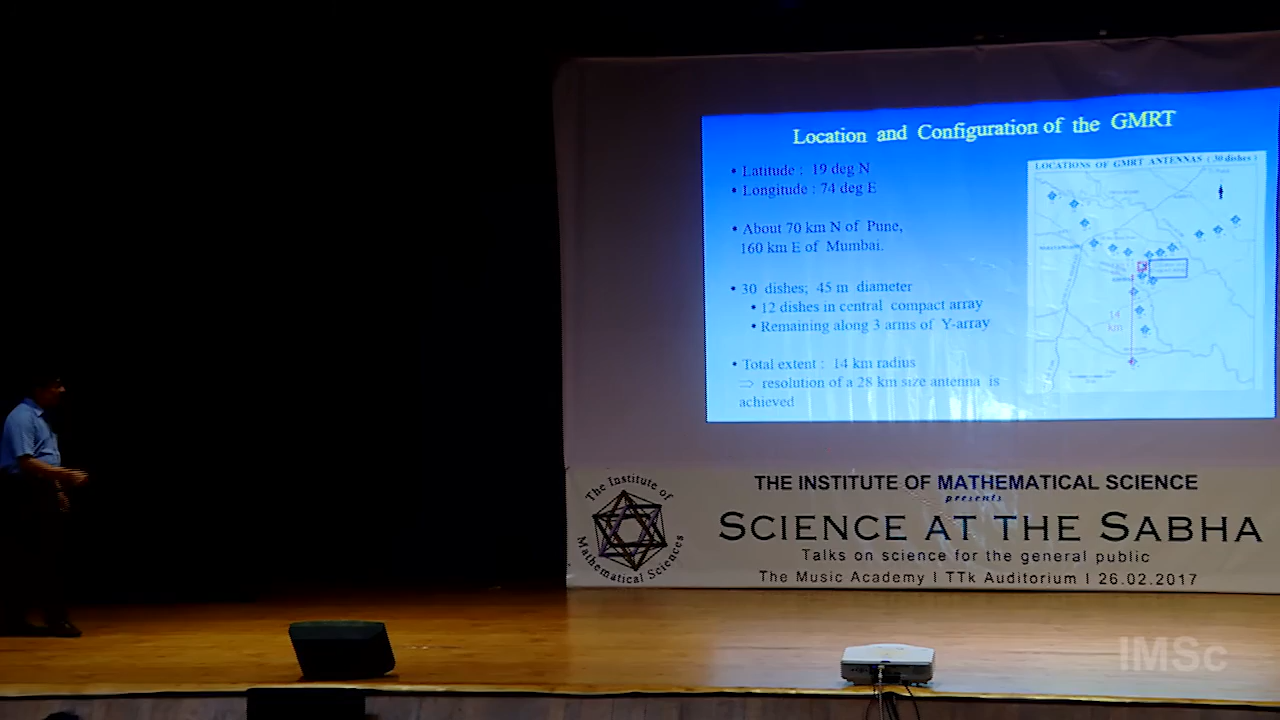 Location and Configuration of the GMRT
• Latitude : 19 deg N
• Longitude : 74 deg E
• About 70 km N of Pune,
160 km E of Mumbai.
• 30 dishes; 45 m diameter
• 12 dishes in central compact array
• Remaining along 3 arms of Y-array
• Total extent : 14 km radius
⇒ resolution of a 28 km size antenna is
achieved
LOCATIONS OF GMRT ANTENNAS (30 dishes)
14
km
The Institute of
Mathematical Sciences
THE INSTITUTE OF MATHEMATICAL SCIENCE
presents
SCIENCE AT THE SABHA
Talks on science for the general public
The Music Academy | TTk Auditorium | 26.02.2017
IMSc